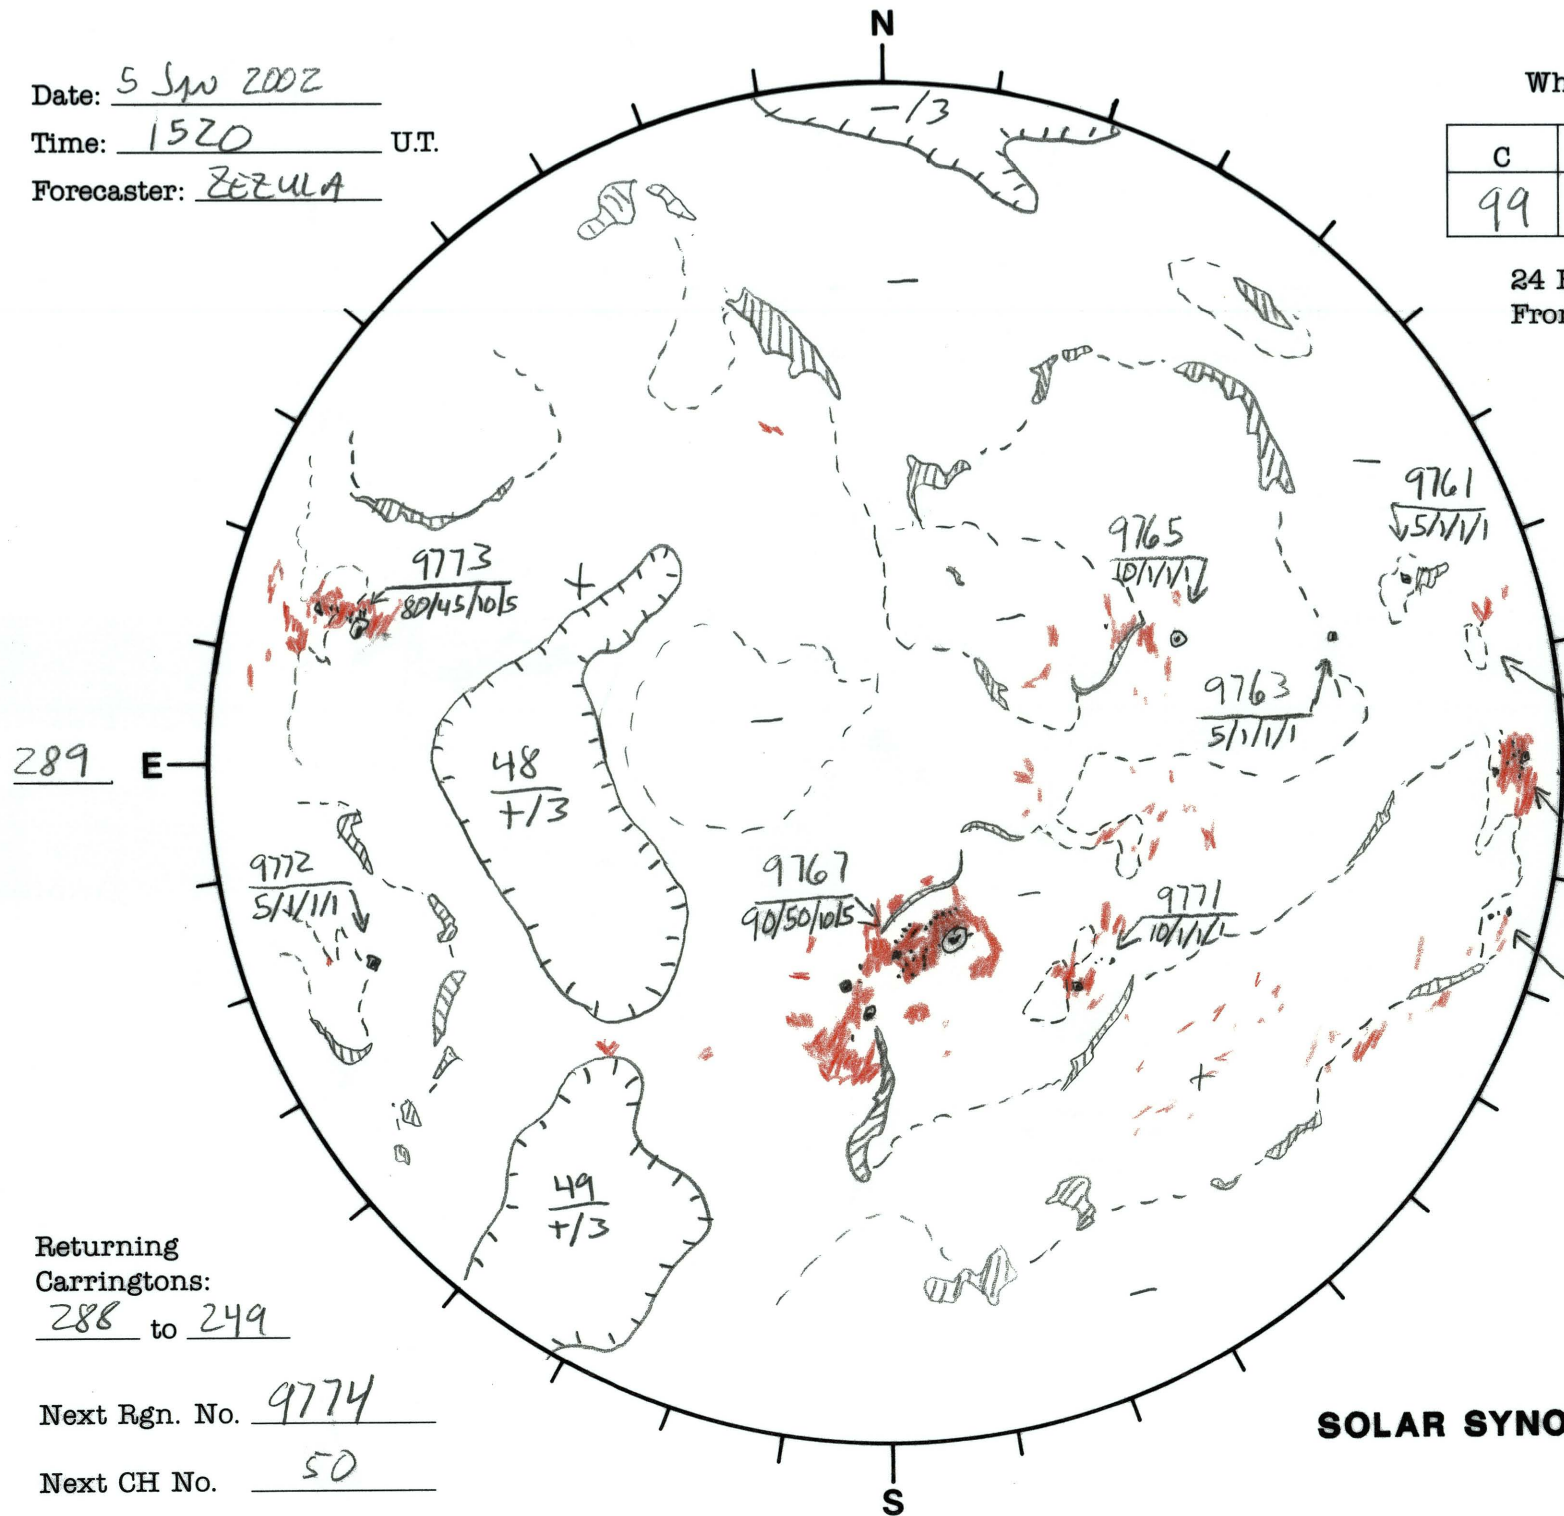 N
Date: 5 Jan 2002
Time: 1520 U.T.
Forecaster: ZEZULA
-/3
Wh
C
99
24 H
From
9761
5/1/1/1
9765
10/1/1/1
9773
80/45/10/5
+
9763
5/1/1/1
289
E
48
+/3
9772
5/1/1/1
9767
90/50/10/5
9771
10/1/1/1
+
49
+/3
Returning
Carringtons:
288 to 249
Next Rgn. No. 9774
Next CH No. 50
SOLAR SYNO
S